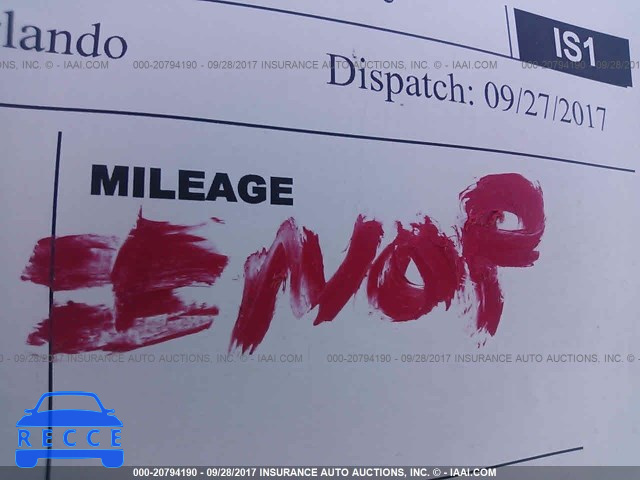 lando
IS1
000-20794190 - 09/28/2017 INSURANCE AUTO AUCTIONS, INC. © - IAAI.COM
Dispatch: 09/27/2017
MILEAGE
ENOP
000-20794190 - 09/28/2017 INSURANCE AUTO AUCTIONS, INC. © - IAAI.COM
RECCE
000-20794190 - 09/28/2017 INSURANCE AUTO AUCTIONS, INC. © - IAAI.COM